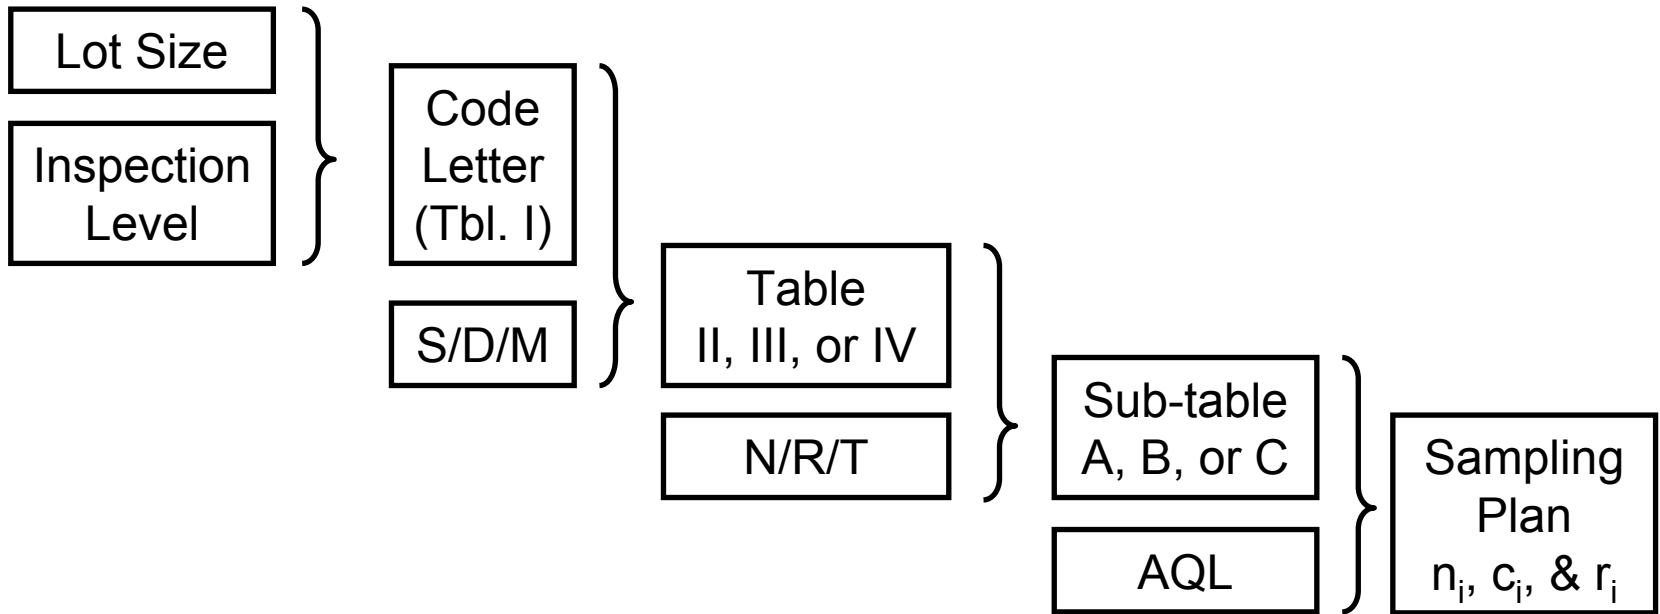 Lot Size
Inspection
Level
Code
Letter
(Tbl. I)
S/D/M
Table
II, III, or IV
N/R/T
Sub-table
A, B, or C
AQL
Sampling
Plan
nᵢ, cᵢ, & rᵢ